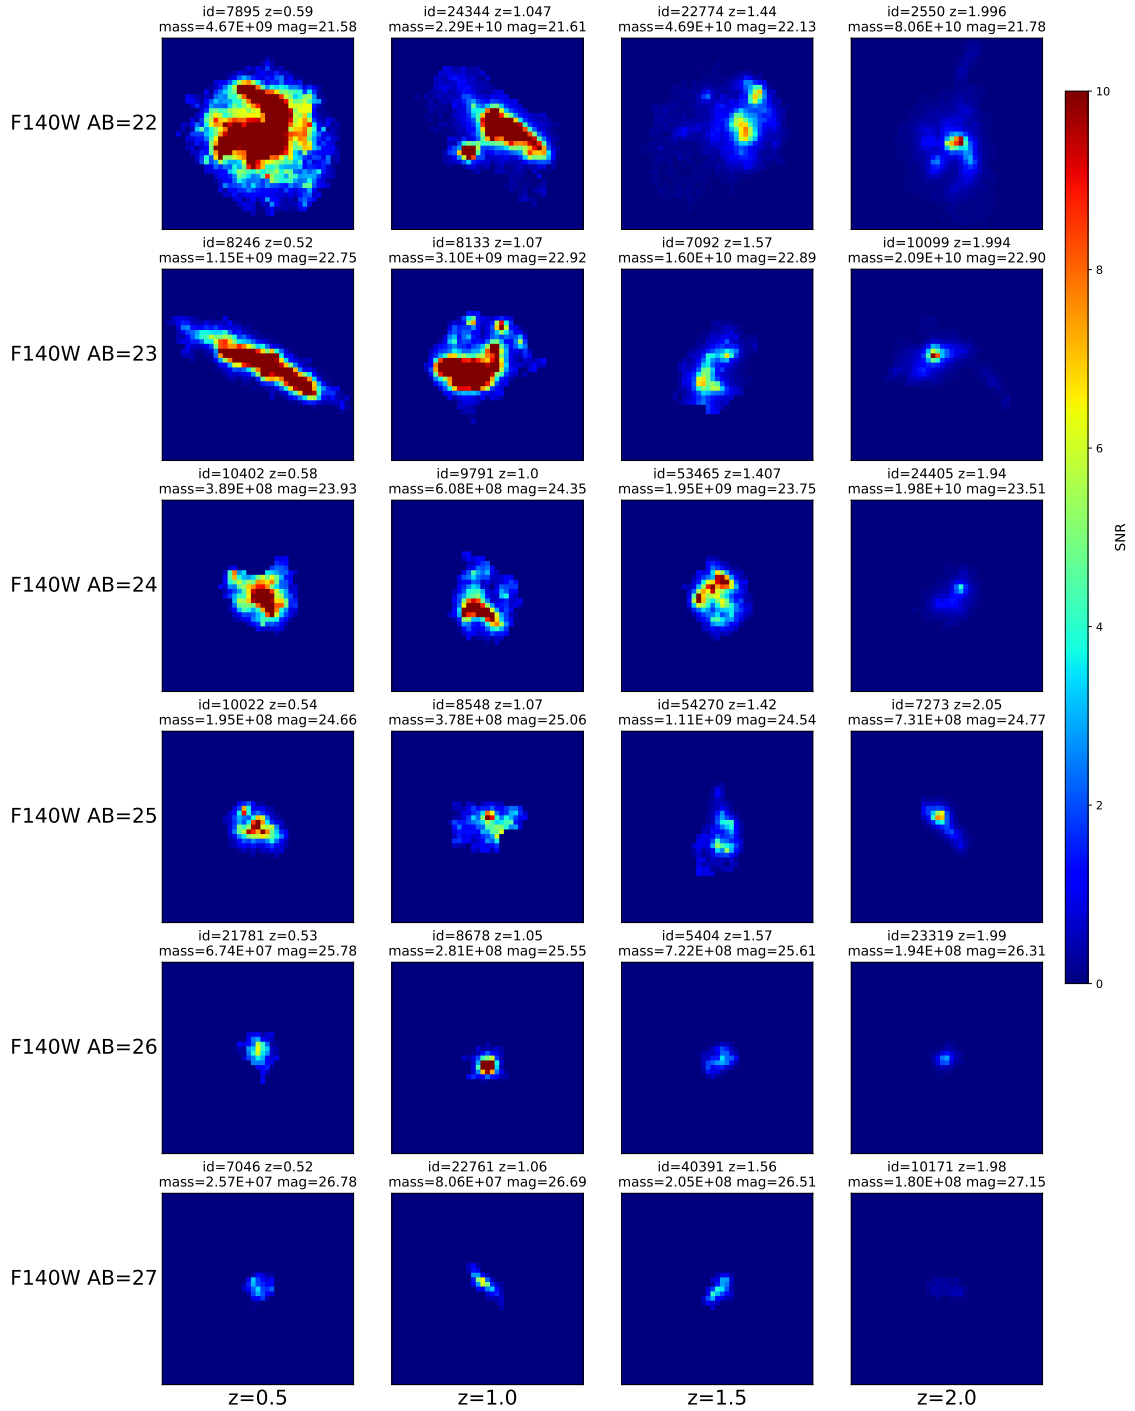 id=7895 z=0.59
mass=4.67E+09 mag=21.58
id=24344 z=1.047
mass=2.29E+10 mag=21.61
id=22774 z=1.44
mass=4.69E+10 mag=22.13
id=2550 z=1.996
mass=8.06E+10 mag=21.78
F140W AB=22
id=8246 z=0.52
mass=1.15E+09 mag=22.75
id=8133 z=1.07
mass=3.10E+09 mag=22.92
id=7092 z=1.57
mass=1.60E+10 mag=22.89
id=10099 z=1.994
mass=2.09E+10 mag=22.90
F140W AB=23
id=10402 z=0.58
mass=3.89E+08 mag=23.93
id=9791 z=1.0
mass=6.08E+08 mag=24.35
id=53465 z=1.407
mass=1.95E+09 mag=23.75
id=24405 z=1.94
mass=1.98E+10 mag=23.51
F140W AB=24
id=10022 z=0.54
mass=1.95E+08 mag=24.66
id=8548 z=1.07
mass=3.78E+08 mag=25.06
id=54270 z=1.42
mass=1.11E+09 mag=24.54
id=7273 z=2.05
mass=7.31E+08 mag=24.77
F140W AB=25
id=21781 z=0.53
mass=6.74E+07 mag=25.78
id=8678 z=1.05
mass=2.81E+08 mag=25.55
id=5404 z=1.57
mass=7.22E+08 mag=25.61
id=23319 z=1.99
mass=1.94E+08 mag=26.31
F140W AB=26
id=7046 z=0.52
mass=2.57E+07 mag=26.78
id=22761 z=1.06
mass=8.06E+07 mag=26.69
id=40391 z=1.56
mass=2.05E+08 mag=26.51
id=10171 z=1.98
mass=1.80E+08 mag=27.15
F140W AB=27
z=0.5
z=1.0
z=1.5
z=2.0
10
8
6
4
2
0
SNR